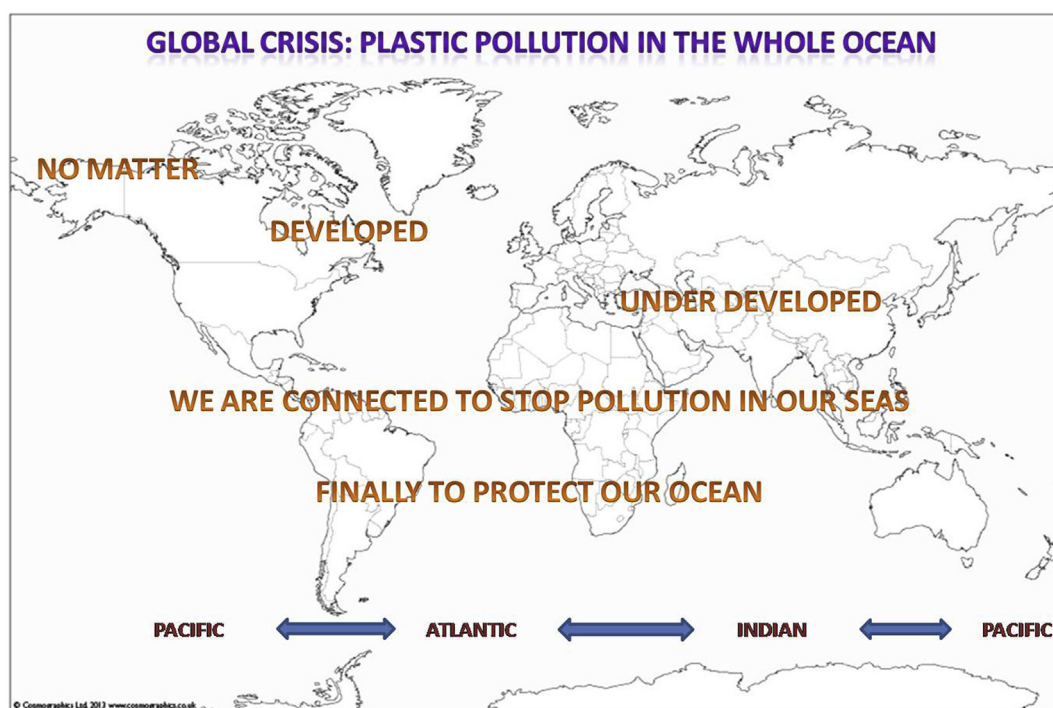 GLOBAL CRISIS: PLASTIC POLLUTION IN THE WHOLE OCEAN
NO MATTER
DEVELOPED
UNDER DEVELOPED
WE ARE CONNECTED TO STOP POLLUTION IN OUR SEAS
FINALLY TO PROTECT OUR OCEAN
PACIFIC ATLANTIC INDIAN PACIFIC
© Cosmographics Ltd. 2013 www.cosmographics.co.uk